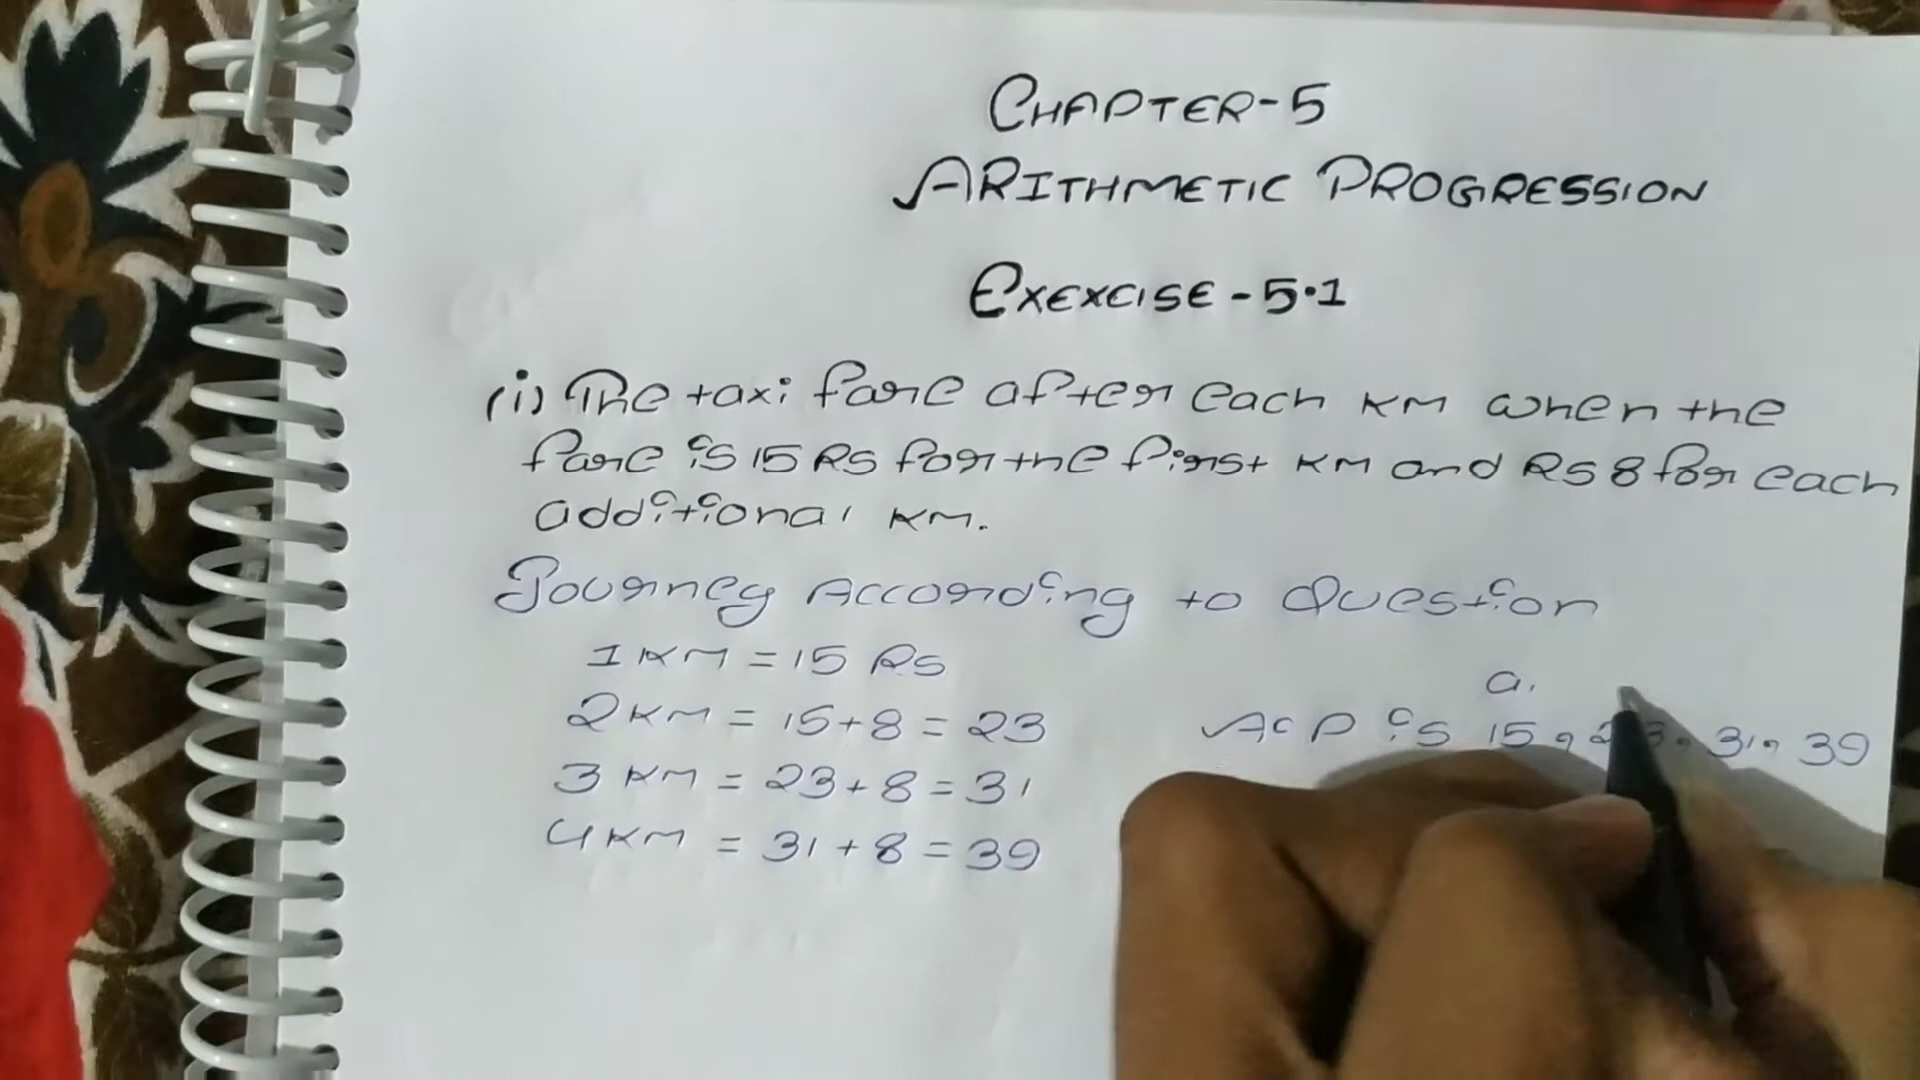 CHAPTER-5
ARITHMETIC PROGRESSION
EXEXCISE-5.1
(i) The taxi fare after each KM when the
fare is 15 RS for the first KM and RS 8 for each
additional KM.
Journey According to Question
1 KM = 15 RS
2 KM = 15+8 = 23
3 KM = 23+8 = 31
4 KM = 31+8 = 39
a.
is 15, 23, 31, 39